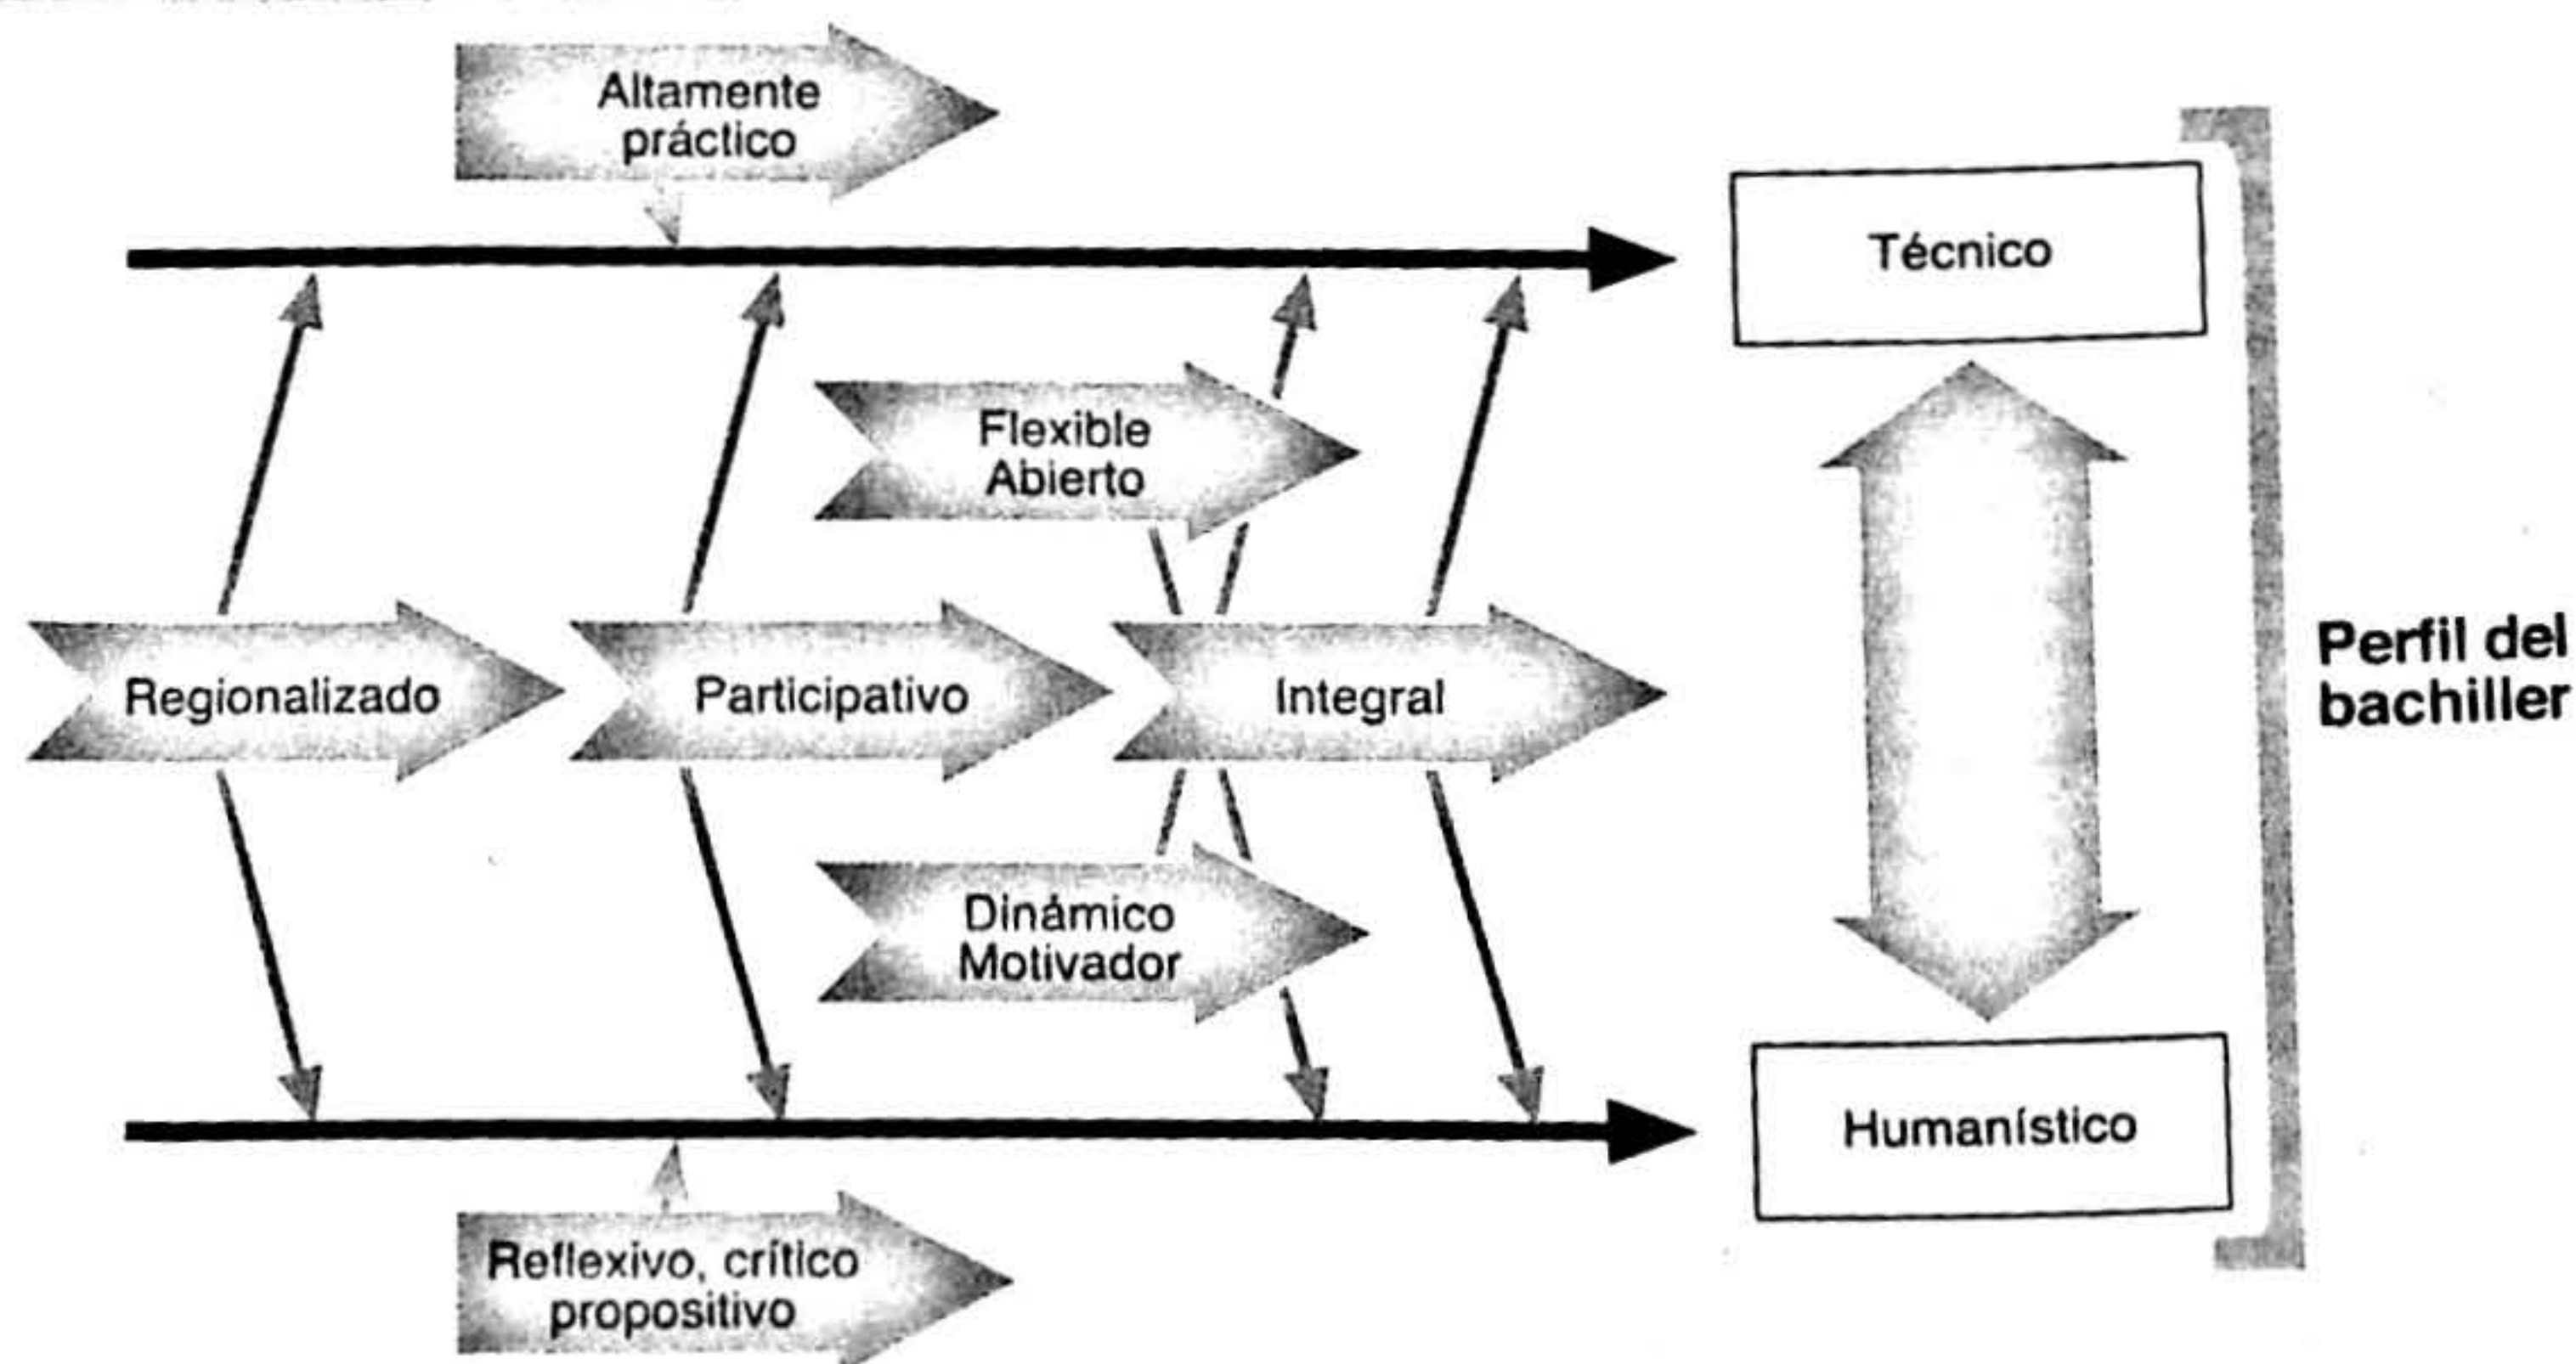 Altamente
práctico
Técnico
Flexible
Abierto
Regionalizado
Participativo
Integral
Perfil del
bachiller
Dinámico
Motivador
Humanístico
Reflexivo, crítico
propositivo